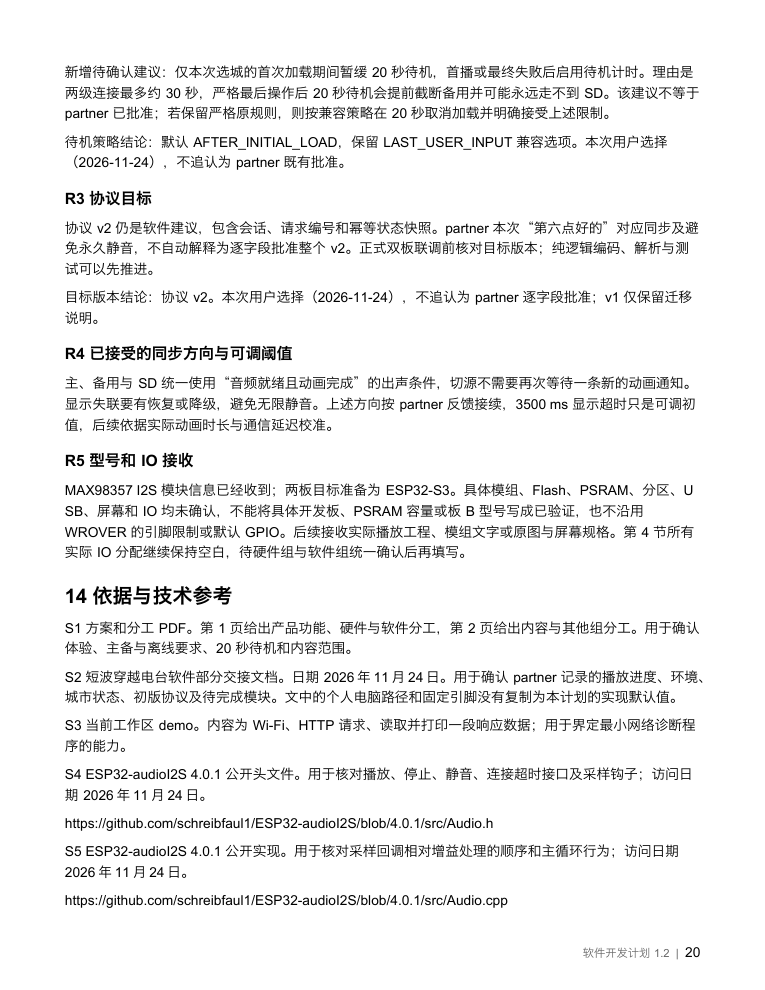 新增待确认建议：仅本次选城的首次加载期间暂缓 20 秒待机，首播或最终失败后启用待机计时。理由是
两级连接最多约 30 秒，严格最后操作后 20 秒待机会提前截断备用并可能永远走不到 SD。该建议不等于
partner 已批准；若保留严格原规则，则按兼容策略在 20 秒取消加载并明确接受上述限制。
待机策略结论：默认 AFTER_INITIAL_LOAD，保留 LAST_USER_INPUT 兼容选项。本次用户选择
（2026-11-24），不追认为 partner 既有批准。
R3 协议目标
协议 v2 仍是软件建议，包含会话、请求编号和幂等状态快照。partner 本次“第六点好的”对应同步及避
免永久静音，不自动解释为逐字段批准整个 v2。正式双板联调前核对目标版本；纯逻辑编码、解析与测
试可以先推进。
目标版本结论：协议 v2。本次用户选择（2026-11-24），不追认为 partner 逐字段批准；v1 仅保留迁移
说明。
R4 已接受的同步方向与可调阈值
主、备用与 SD 统一使用“音频就绪且动画完成”的出声条件，切源不需要再次等待一条新的动画通知。
显示失联要有恢复或降级，避免无限静音。上述方向按 partner 反馈接续，3500 ms 显示超时只是可调初
值，后续依据实际动画时长与通信延迟校准。
R5 型号和 IO 接收
MAX98357 I2S 模块信息已经收到；两板目标准备为 ESP32-S3。具体模组、Flash、PSRAM、分区、U
SB、屏幕和 IO 均未确认，不能将具体开发板、PSRAM 容量或板 B 型号写成已验证，也不沿用
WROVER 的引脚限制或默认 GPIO。后续接收实际播放工程、模组文字或原图与屏幕规格。第 4 节所有
实际 IO 分配继续保持空白，待硬件组与软件组统一确认后再填写。
14 依据与技术参考
S1 方案和分工 PDF。第 1 页给出产品功能、硬件与软件分工，第 2 页给出内容与其他组分工。用于确认
体验、主备与离线要求、20 秒待机和内容范围。
S2 短波穿越电台软件部分交接文档。日期 2026 年 11 月 24 日。用于确认 partner 记录的播放进度、环境、
城市状态、初版协议及待完成模块。文中的个人电脑路径和固定引脚没有复制为本计划的实现默认值。
S3 当前工作区 demo。内容为 Wi-Fi、HTTP 请求、读取并打印一段响应数据；用于界定最小网络诊断程
序的能力。
S4 ESP32-audioI2S 4.0.1 公开头文件。用于核对播放、停止、静音、连接超时接口及采样钩子；访问日
期 2026 年 11 月 24 日。
https://github.com/schreibfaul1/ESP32-audioI2S/blob/4.0.1/src/Audio.h
S5 ESP32-audioI2S 4.0.1 公开实现。用于核对采样回调相对增益处理的顺序和主循环行为；访问日期
2026 年 11 月 24 日。
https://github.com/schreibfaul1/ESP32-audioI2S/blob/4.0.1/src/Audio.cpp
软件开发计划 1.2 | 20